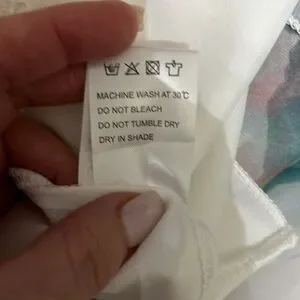 MACHINE WASH AT 30℃
DO NOT BLEACH
DO NOT TUMBLE DRY
DRY IN SHADE